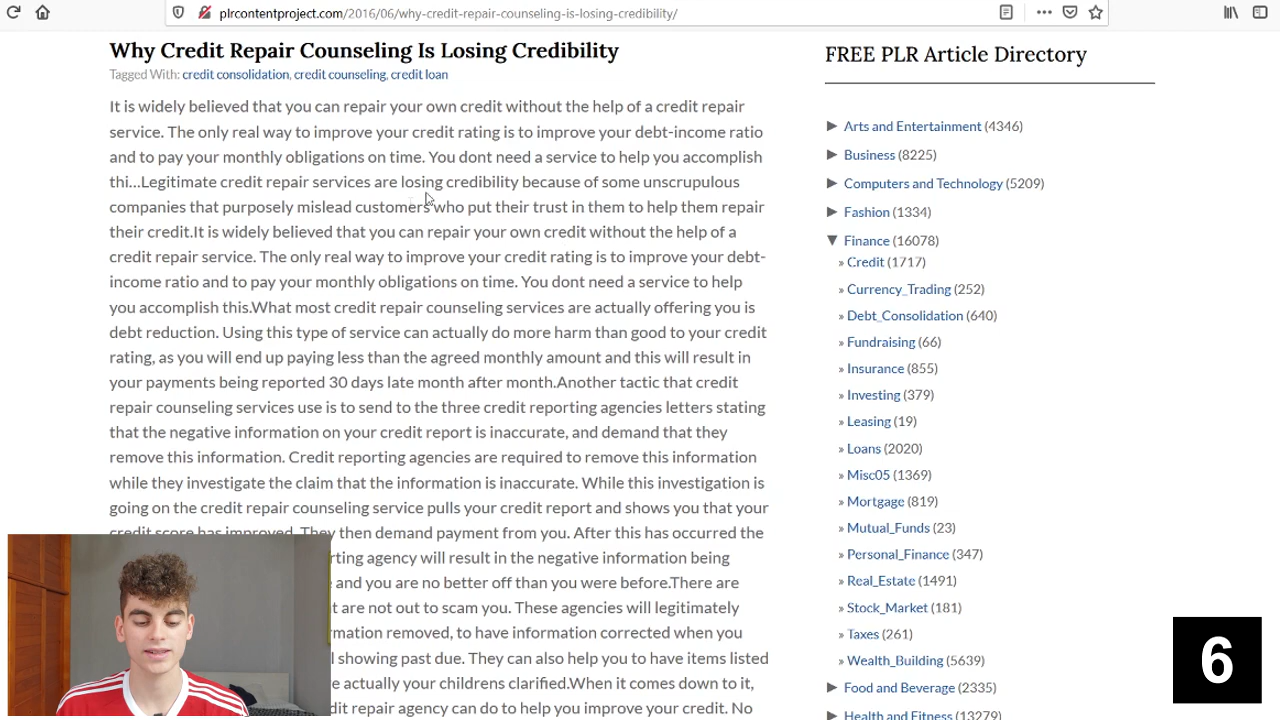 plrcontentproject.com/2016/06/why-credit-repair-counseling-is-losing-credibility/
Why Credit Repair Counseling Is Losing Credibility
Tagged With: credit consolidation, credit counseling, credit loan
It is widely believed that you can repair your own credit without the help of a credit repair
service. The only real way to improve your credit rating is to improve your debt-income ratio
and to pay your monthly obligations on time. You dont need a service to help you accomplish
thi...Legitimate credit repair services are losing credibility because of some unscrupulous
companies that purposely mislead customers who put their trust in them to help them repair
their credit.It is widely believed that you can repair your own credit without the help of a
credit repair service. The only real way to improve your credit rating is to improve your debt-
income ratio and to pay your monthly obligations on time. You dont need a service to help
you accomplish this.What most credit repair counseling services are actually offering you is
debt reduction. Using this type of service can actually do more harm than good to your credit
rating, as you will end up paying less than the agreed monthly amount and this will result in
your payments being reported 30 days late month after month.Another tactic that credit
repair counseling services use is to send to the three credit reporting agencies letters stating
that the negative information on your credit report is inaccurate, and demand that they
remove this information. Credit reporting agencies are required to remove this information
while they investigate the claim that the information is inaccurate. While this investigation is
going on the credit repair counseling service pulls your credit report and shows you that your
credit score has improved. They then demand payment from you. After this has occurred the
rting agency will result in the negative information being
and you are no better off than you were before.There are
t are not out to scam you. These agencies will legitimately
rmation removed, to have information corrected when you
l showing past due. They can also help you to have items listed
e actually your childrens clarified.When it comes down to it,
dit repair agency can do to help you improve your credit. No
FREE PLR Article Directory
▶ Arts and Entertainment (4346)
▶ Business (8225)
▶ Computers and Technology (5209)
▶ Fashion (1334)
▼ Finance (16078)
» Credit (1717)
» Currency_Trading (252)
» Debt_Consolidation (640)
» Fundraising (66)
» Insurance (855)
» Investing (379)
» Leasing (19)
» Loans (2020)
» Misc05 (1369)
» Mortgage (819)
» Mutual_Funds (23)
» Personal_Finance (347)
» Real_Estate (1491)
» Stock_Market (181)
» Taxes (261)
» Wealth_Building (5639)
▶ Food and Beverage (2335)
▶ Health and Fitness (13279)
6